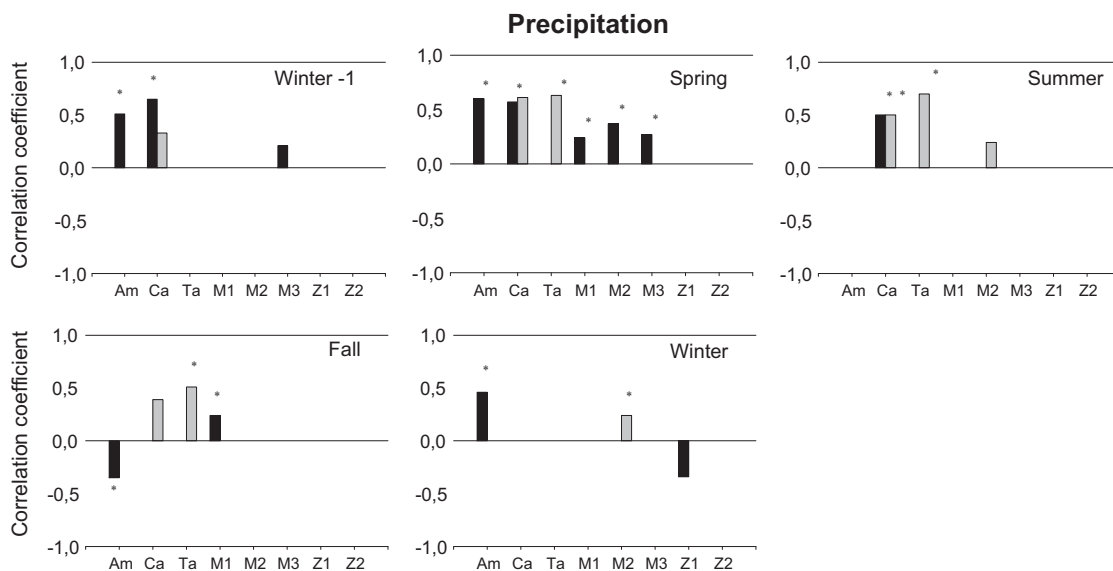 Precipitation
Correlation coefficient
1,0
0,5
0,0
-0,5
-1,0
Winter -1
* *
Am Ca Ta M1 M2 M3 Z1 Z2
1,0
0,5
0,0
-0,5
-1,0
Spring
* * * * * *
Am Ca Ta M1 M2 M3 Z1 Z2
1,0
0,5
0,0
-0,5
-1,0
Summer
* * *
Am Ca Ta M1 M2 M3 Z1 Z2
Correlation coefficient
1,0
0,5
0,0
-0,5
-1,0
Fall
* * *
Am Ca Ta M1 M2 M3 Z1 Z2
1,0
0,5
0,0
-0,5
-1,0
Winter
*
Am Ca Ta M1 M2 M3 Z1 Z2